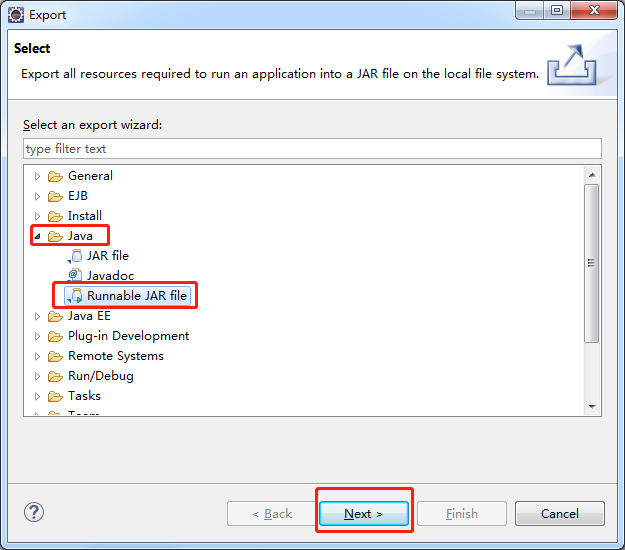 Export
Select
Export all resources required to run an application into a JAR file on the local file system.
Select an export wizard:
type filter text
General
EJB
Install
Java
JAR file
Javadoc
Runnable JAR file
Java EE
Plug-in Development
Remote Systems
Run/Debug
Tasks
Team
?
< Back
Next >
Finish
Cancel